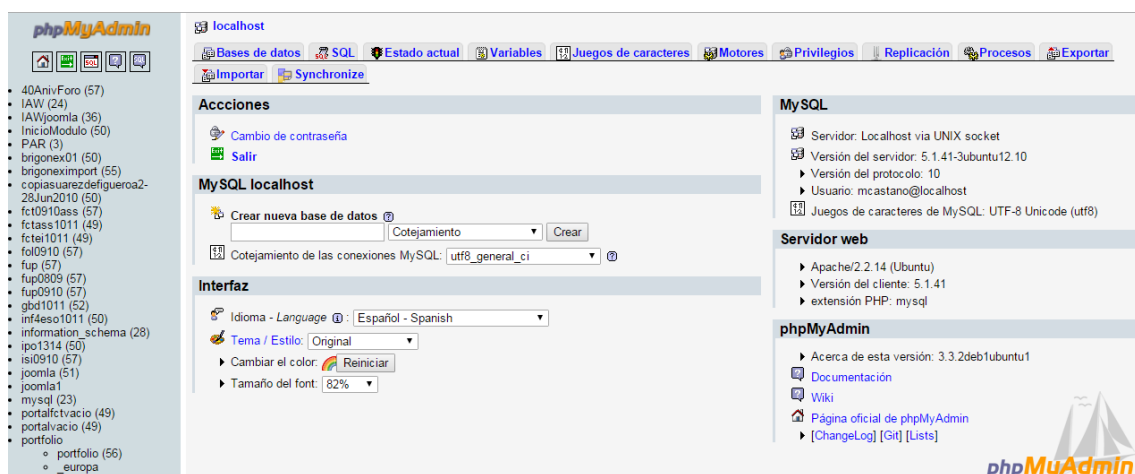 phpMyAdmin
40AnivForo (57)
IAW (24)
IAWjoomla (36)
InicioModulo (50)
PAR (3)
brigonex01 (50)
brigoneximport (55)
copiasuarezdefigueroa2-
28Jun2010 (50)
fct0910ass (57)
fctass1011 (49)
fctei1011 (49)
fol0910 (57)
fup (57)
fup0809 (57)
fup0910 (57)
gbd1011 (52)
inf4eso1011 (50)
information_schema (28)
ipo1314 (50)
isi0910 (57)
joomla (51)
joomla1
mysql (23)
portalfctvacio (49)
portalvacio (49)
portfolio
portfolio (56)
_europa
localhost
Bases de datos SQL Estado actual Variables Juegos de caracteres Motores Privilegios Replicación Procesos Exportar
Importar Synchronize
Accciones
Cambio de contraseña
Salir
MySQL localhost
Crear nueva base de datos
Cotejamiento Crear
Cotejamiento de las conexiones MySQL: utf8_general_ci
Interfaz
Idioma - Language : Español - Spanish
Tema / Estilo: Original
Cambiar el color: Reiniciar
Tamaño del font: 82%
MySQL
Servidor: Localhost via UNIX socket
Versión del servidor: 5.1.41-3ubuntu12.10
Versión del protocolo: 10
Usuario: mcastano@localhost
Juegos de caracteres de MySQL: UTF-8 Unicode (utf8)
Servidor web
Apache/2.2.14 (Ubuntu)
Versión del cliente: 5.1.41
extensión PHP: mysql
phpMyAdmin
Acerca de esta versión: 3.3.2deb1ubuntu1
Documentación
Wiki
Página oficial de phpMyAdmin
[ChangeLog] [Git] [Lists]
phpMyAdmin